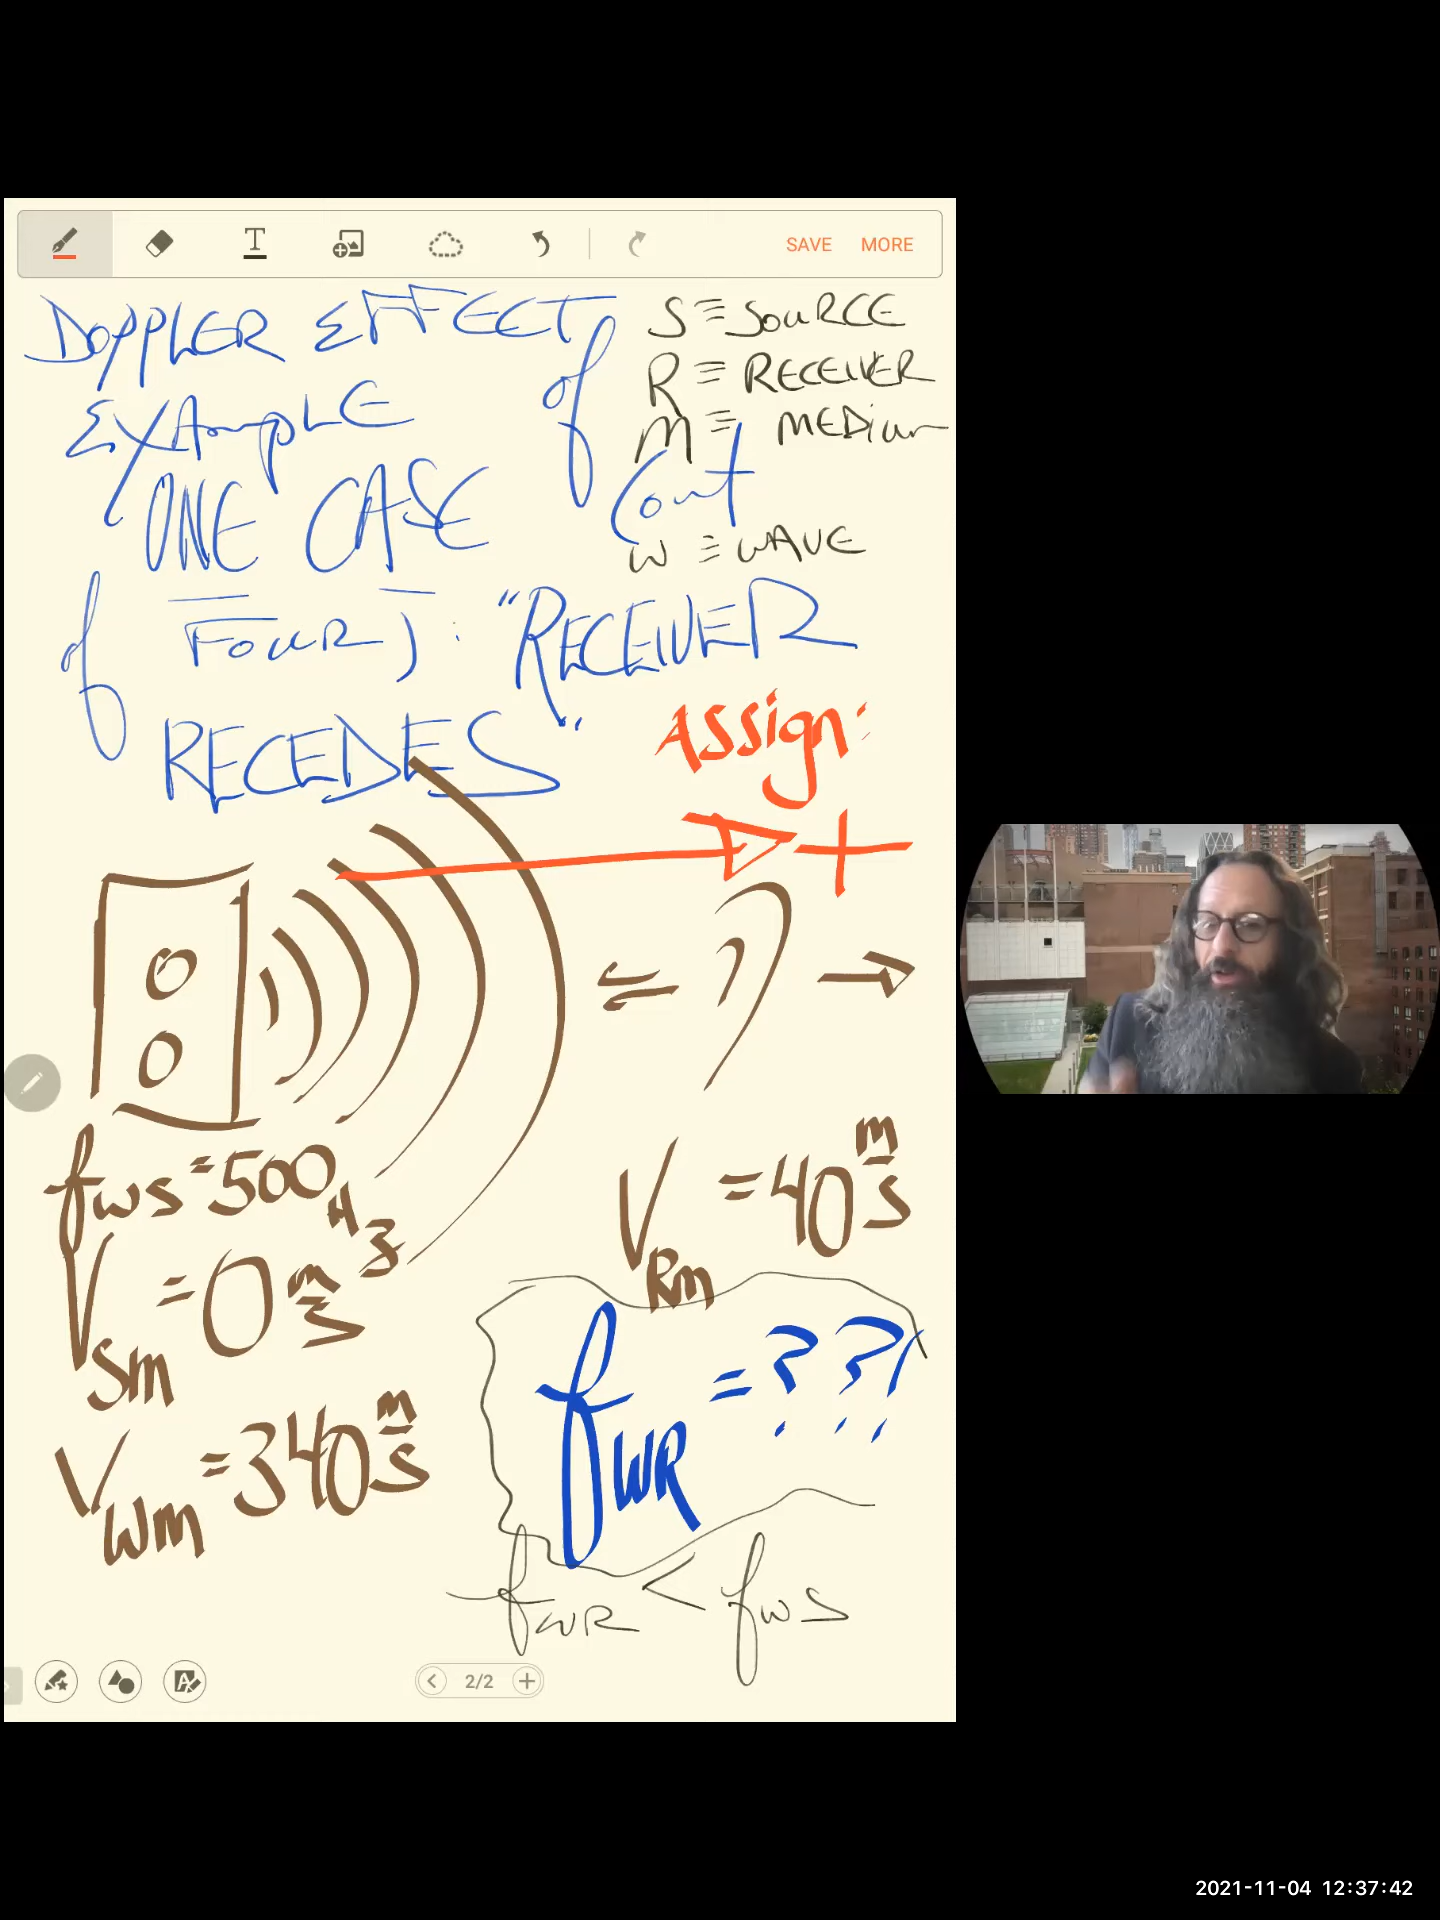 SAVE MORE
DOPPLER EFFECT
EXAMPLE of
ONE CASE (out
of FOUR): "RECEIVER
RECEDES"
S ≡ SOURCE
R ≡ RECEIVER
M ≡ MEDium
W ≡ WAVE
Assign:
+
fws = 500 Hz
VSm = 0 m/s
VWm = 340 m/s
VRm = 40 m/s
fWR = ???
fWR < fWS
2/2
2021-11-04 12:37:42